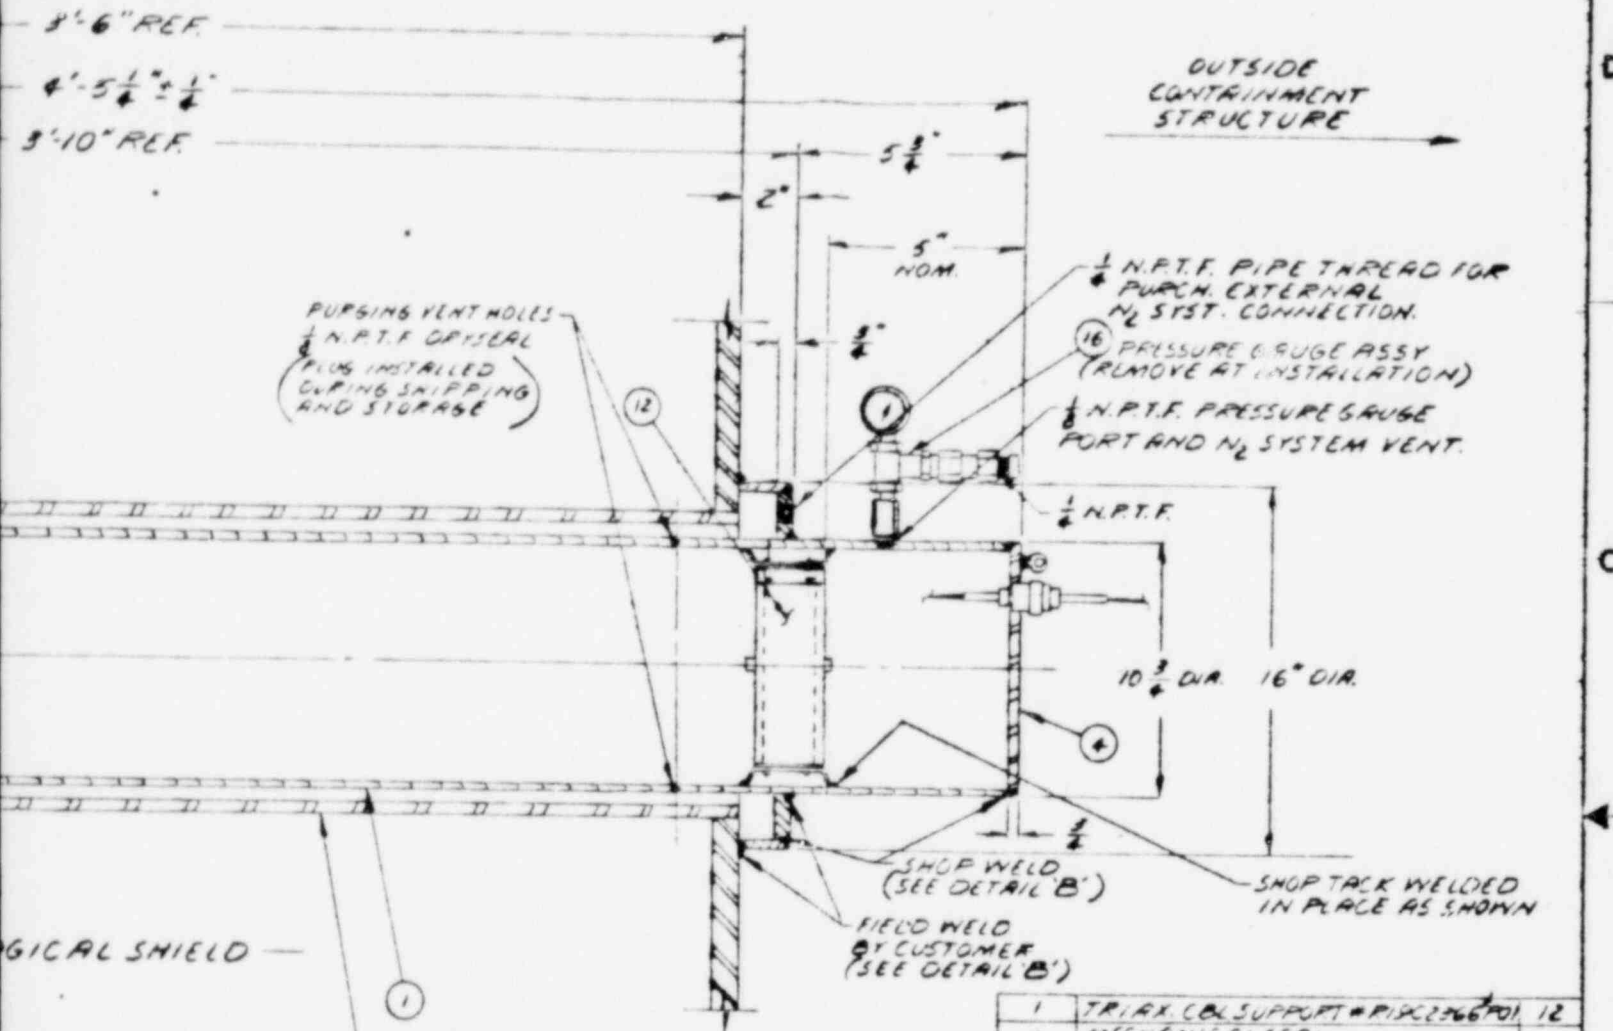 3'-6" REF.
4'-5 1/4" ± 1/4"
3'-10" REF.
5 3/4"
2"
5"
NOM.
3/4"
OUTSIDE
CONTAINMENT
STRUCTURE
1/4 N.P.T.F. PIPE THREAD FOR
PURCH. EXTERNAL
N2 SYST. CONNECTION.
16 PRESSURE GAUGE ASSY
(REMOVE AT INSTALLATION)
N.P.T.F. PRESSURE GAUGE
PORT AND N2 SYSTEM VENT.
1/4 N.P.T.F.
PURGING VENT HOLES
N.P.T.F. DRYSEAL
(PLUG INSTALLED
DURING SHIPPING
AND STORAGE)
12
10 3/4 DIA.
16" DIA.
4
3/4
SHOP WELD
(SEE DETAIL 'B')
FIELD WELD
BY CUSTOMER
(SEE DETAIL 'B')
SHOP TACK WELDED
IN PLACE AS SHOWN
GICAL SHIELD
1
1 TRIAX. CBL SUPPORT 12